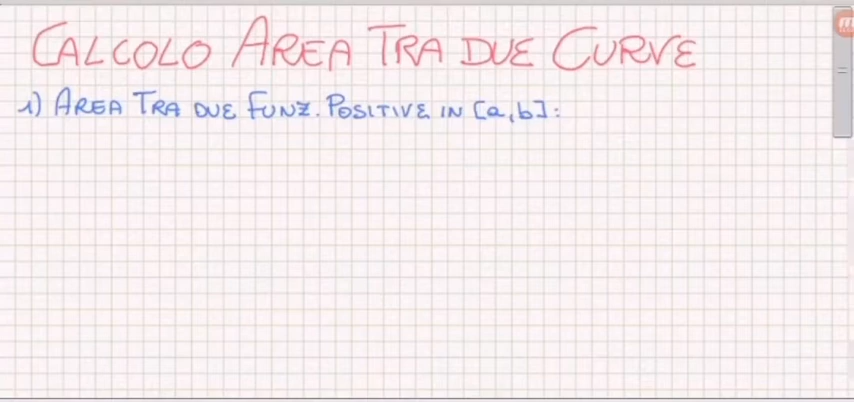 CALCOLO AREA TRA DUE CURVE
1) AREA TRA DUE FUNZ. POSITIVE IN [a,b]: